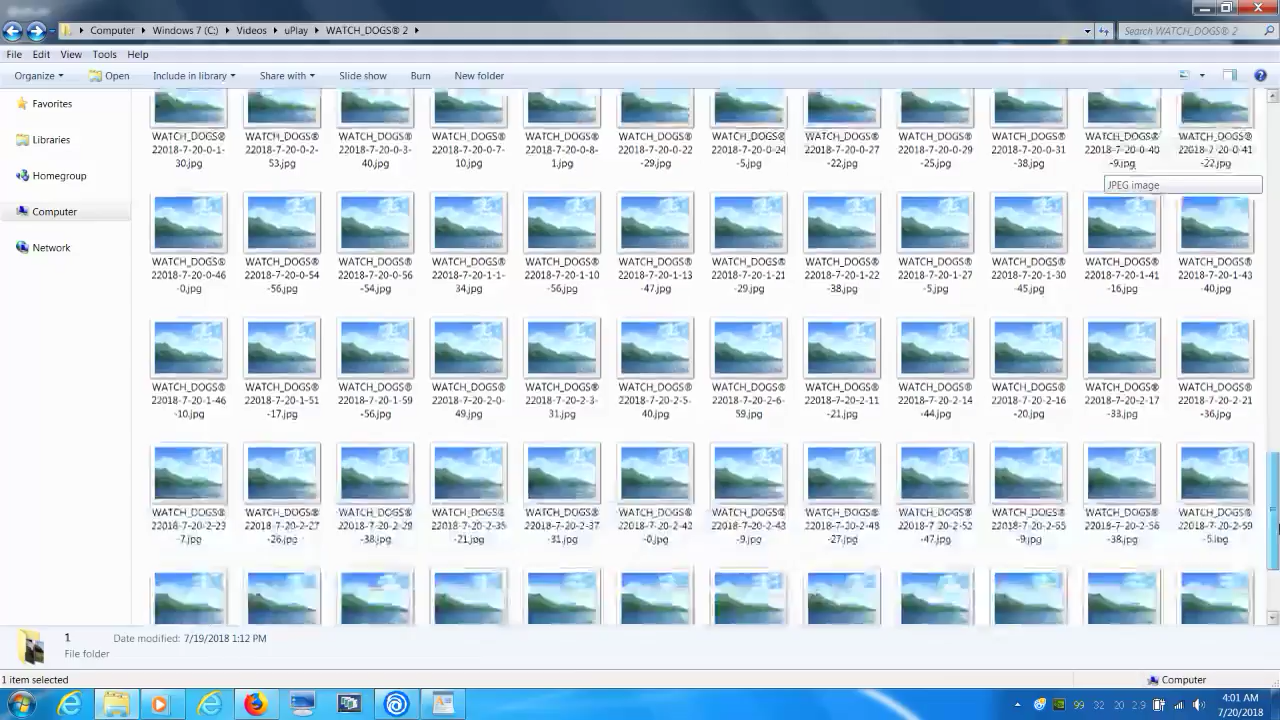 Computer ▸ Windows 7 (C:) ▸ Videos ▸ uPlay ▸ WATCH_DOGS® 2 ▸
Search WATCH_DOGS® 2
File Edit View Tools Help
Organize Open Include in library Share with Slide show Burn New folder
Favorites
Libraries
Homegroup
Computer
Network
WATCH_DOGS® WATCH_DOGS® WATCH_DOGS® WATCH_DOGS® WATCH_DOGS® WATCH_DOGS® WATCH_DOGS® WATCH_DOGS® WATCH_DOGS® WATCH_DOGS® WATCH_DOGS® WATCH_DOGS®
22018-7-20-0-1- 22018-7-20-0-2- 22018-7-20-0-3- 22018-7-20-0-7- 22018-7-20-0-8- 22018-7-20-0-22 22018-7-20-0-24 22018-7-20-0-27 22018-7-20-0-29 22018-7-20-0-31 22018-7-20-0-40 22018-7-20-0-41
30.jpg 53.jpg 40.jpg 10.jpg 1.jpg -29.jpg -5.jpg -22.jpg -25.jpg -38.jpg -9.jpg -22.jpg
JPEG image
WATCH_DOGS® WATCH_DOGS® WATCH_DOGS® WATCH_DOGS® WATCH_DOGS® WATCH_DOGS® WATCH_DOGS® WATCH_DOGS® WATCH_DOGS® WATCH_DOGS® WATCH_DOGS® WATCH_DOGS®
22018-7-20-0-46 22018-7-20-0-54 22018-7-20-0-56 22018-7-20-1-1- 22018-7-20-1-10 22018-7-20-1-13 22018-7-20-1-21 22018-7-20-1-22 22018-7-20-1-27 22018-7-20-1-30 22018-7-20-1-41 22018-7-20-1-43
-0.jpg -56.jpg -54.jpg 34.jpg -56.jpg -47.jpg -29.jpg -38.jpg -5.jpg -45.jpg -16.jpg -40.jpg
WATCH_DOGS® WATCH_DOGS® WATCH_DOGS® WATCH_DOGS® WATCH_DOGS® WATCH_DOGS® WATCH_DOGS® WATCH_DOGS® WATCH_DOGS® WATCH_DOGS® WATCH_DOGS® WATCH_DOGS®
22018-7-20-1-46 22018-7-20-1-51 22018-7-20-1-59 22018-7-20-2-0- 22018-7-20-2-3- 22018-7-20-2-5- 22018-7-20-2-6- 22018-7-20-2-11 22018-7-20-2-14 22018-7-20-2-16 22018-7-20-2-17 22018-7-20-2-21
-10.jpg -17.jpg -56.jpg 49.jpg 31.jpg 40.jpg 59.jpg -21.jpg -44.jpg -20.jpg -33.jpg -36.jpg
WATCH_DOGS® WATCH_DOGS® WATCH_DOGS® WATCH_DOGS® WATCH_DOGS® WATCH_DOGS® WATCH_DOGS® WATCH_DOGS® WATCH_DOGS® WATCH_DOGS® WATCH_DOGS® WATCH_DOGS®
22018-7-20-2-23 22018-7-20-2-27 22018-7-20-2-29 22018-7-20-2-35 22018-7-20-2-37 22018-7-20-2-42 22018-7-20-2-43 22018-7-20-2-48 22018-7-20-2-52 22018-7-20-2-55 22018-7-20-2-56 22018-7-20-2-59
-7.jpg -26.jpg -38.jpg -21.jpg -31.jpg -0.jpg -9.jpg -27.jpg -47.jpg -9.jpg -38.jpg -5.jpg
1 Date modified: 7/19/2018 1:12 PM
File folder
1 item selected Computer
99 32 20 2.9 4:01 AM
7/20/2018